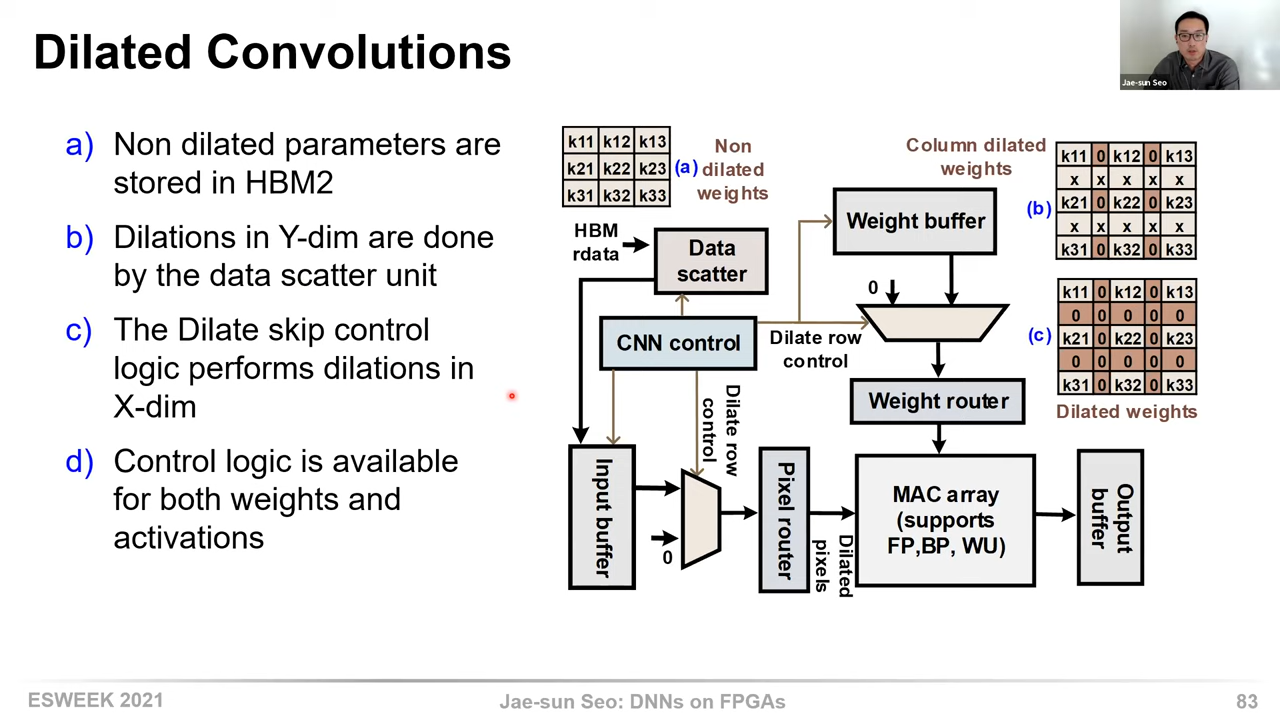 Dilated Convolutions
Jae-sun Seo
a) Non dilated parameters are
stored in HBM2
b) Dilations in Y-dim are done
by the data scatter unit
c) The Dilate skip control
logic performs dilations in
X-dim
d) Control logic is available
for both weights and
activations
k11 k12 k13
k21 k22 k23
k31 k32 k33
(a)
Non
dilated
weights
Column dilated
weights
(b)
k11 0 k12 0 k13
x x x x x
k21 0 k22 0 k23
x x x x x
k31 0 k32 0 k33
HBM
rdata
Data
scatter
Weight buffer
0
CNN control
Dilate row
control
(c)
k11 0 k12 0 k13
0 0 0 0 0
k21 0 k22 0 k23
0 0 0 0 0
k31 0 k32 0 k33
Dilated weights
Weight router
Dilate row
control
Input buffer
0
Pixel router
Dilated
pixels
MAC array
(supports
FP,BP, WU)
Output
buffer
ESWEEK 2021
Jae-sun Seo: DNNs on FPGAs
83